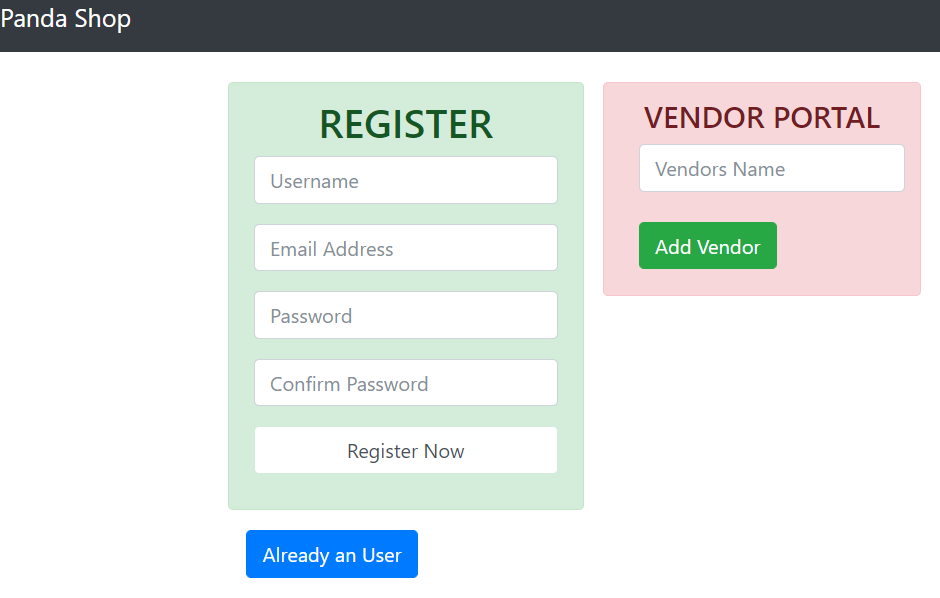 Panda Shop
REGISTER
Username
Email Address
Password
Confirm Password
Register Now
Already an User
VENDOR PORTAL
Vendors Name
Add Vendor